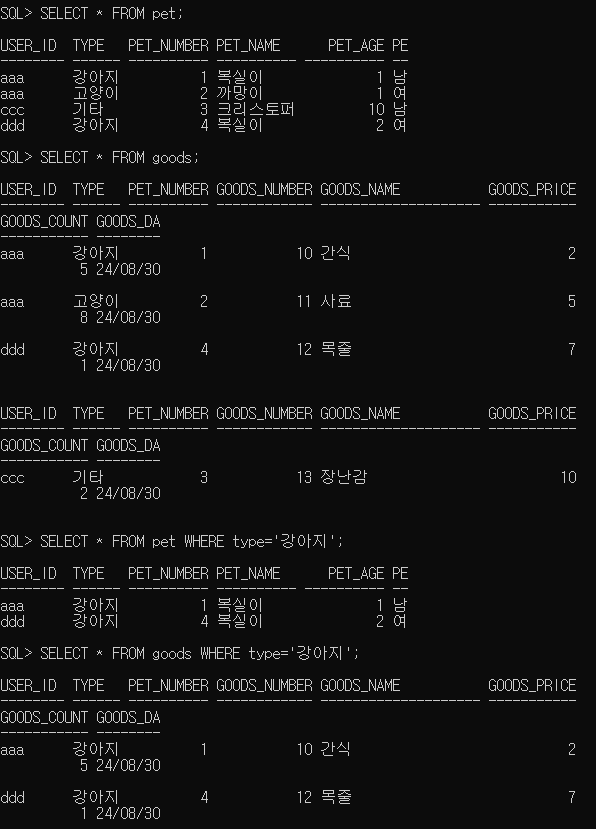 SQL> SELECT * FROM pet;
USER_ID  TYPE   PET_NUMBER PET_NAME      PET_AGE PE
-------- ------ ---------- ---------- ---------- --
aaa      강아지          1 복실이              1 남
aaa      고양이          2 까망이              1 여
ccc      기타            3 크리스토퍼         10 남
ddd      강아지          4 복실이              2 여
SQL> SELECT * FROM goods;
USER_ID  TYPE   PET_NUMBER GOODS_NUMBER GOODS_NAME           GOODS_PRICE
-------- ------ ---------- ------------ -------------------- -----------
GOODS_COUNT GOODS_DA
----------- --------
aaa      강아지          1           10 간식                           2
          5 24/08/30
aaa      고양이          2           11 사료                           5
          8 24/08/30
ddd      강아지          4           12 목줄                           7
          1 24/08/30
USER_ID  TYPE   PET_NUMBER GOODS_NUMBER GOODS_NAME           GOODS_PRICE
-------- ------ ---------- ------------ -------------------- -----------
GOODS_COUNT GOODS_DA
----------- --------
ccc      기타            3           13 장난감                        10
          2 24/08/30
SQL> SELECT * FROM pet WHERE type='강아지';
USER_ID  TYPE   PET_NUMBER PET_NAME      PET_AGE PE
-------- ------ ---------- ---------- ---------- --
aaa      강아지          1 복실이              1 남
ddd      강아지          4 복실이              2 여
SQL> SELECT * FROM goods WHERE type='강아지';
USER_ID  TYPE   PET_NUMBER GOODS_NUMBER GOODS_NAME           GOODS_PRICE
-------- ------ ---------- ------------ -------------------- -----------
GOODS_COUNT GOODS_DA
----------- --------
aaa      강아지          1           10 간식                           2
          5 24/08/30
ddd      강아지          4           12 목줄                           7
          1 24/08/30